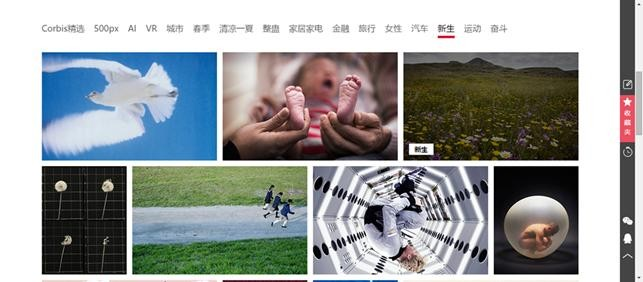 Corbis精选 500px AI VR 城市 春季 清凉一夏 整蛊 家居家电 金融 旅行 女性 汽车 新生 运动 奋斗
收藏夹
新生